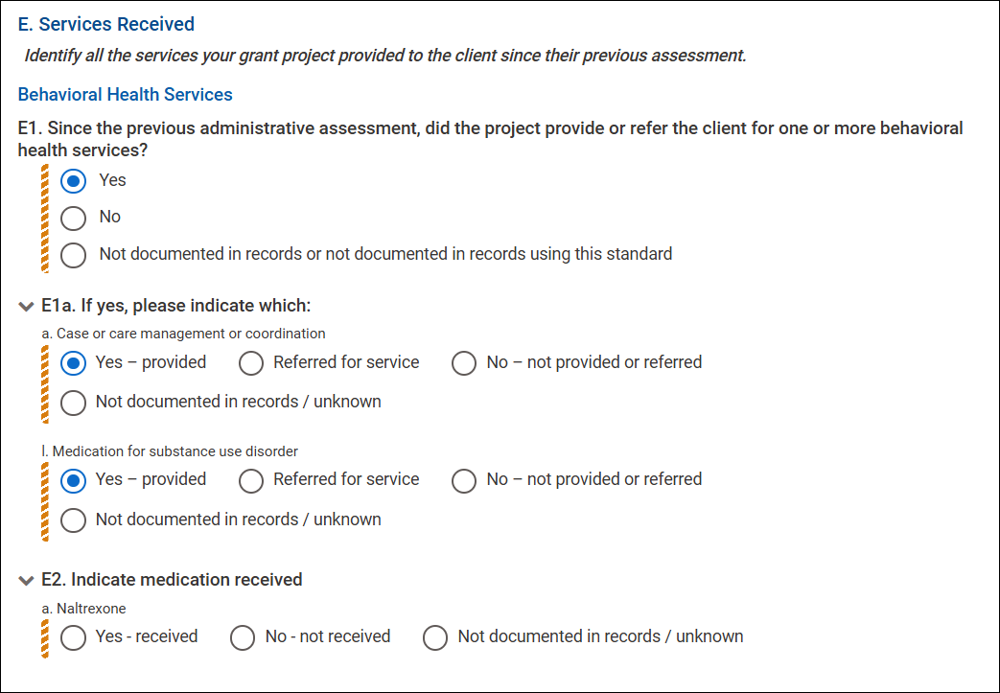 E. Services Received
Identify all the services your grant project provided to the client since their previous assessment.
Behavioral Health Services
E1. Since the previous administrative assessment, did the project provide or refer the client for one or more behavioral
health services?
Yes
No
Not documented in records or not documented in records using this standard
E1a. If yes, please indicate which:
a. Case or care management or coordination
Yes – provided Referred for service No – not provided or referred
Not documented in records / unknown
l. Medication for substance use disorder
Yes – provided Referred for service No – not provided or referred
Not documented in records / unknown
E2. Indicate medication received
a. Naltrexone
Yes - received No - not received Not documented in records / unknown